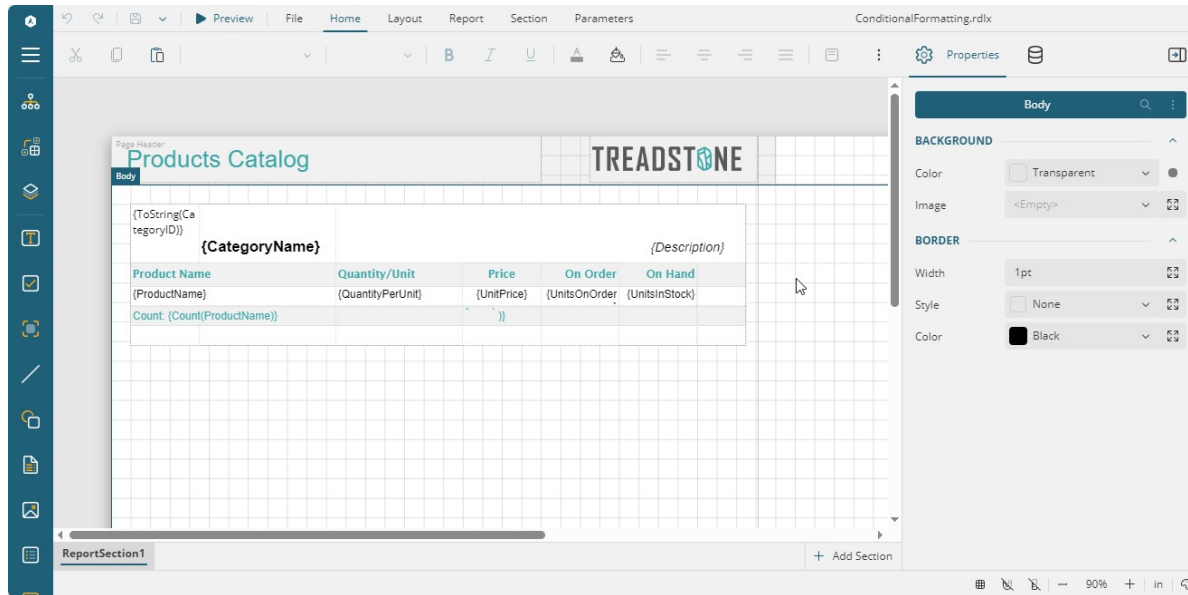 Preview File Home Layout Report Section Parameters ConditionalFormatting.rdlx
B I U A Properties
Body
BACKGROUND
Color Transparent
Image <Empty>
BORDER
Width 1pt
Style None
Color Black
Page Header
Products Catalog TREADSTONE
Body
{ToString(Ca
tegoryID)}
{CategoryName} {Description}
Product Name Quantity/Unit Price On Order On Hand
{ProductName} {QuantityPerUnit} {UnitPrice} {UnitsOnOrder {UnitsInStock}
Count: {Count(ProductName)} )}
ReportSection1 + Add Section
90% in